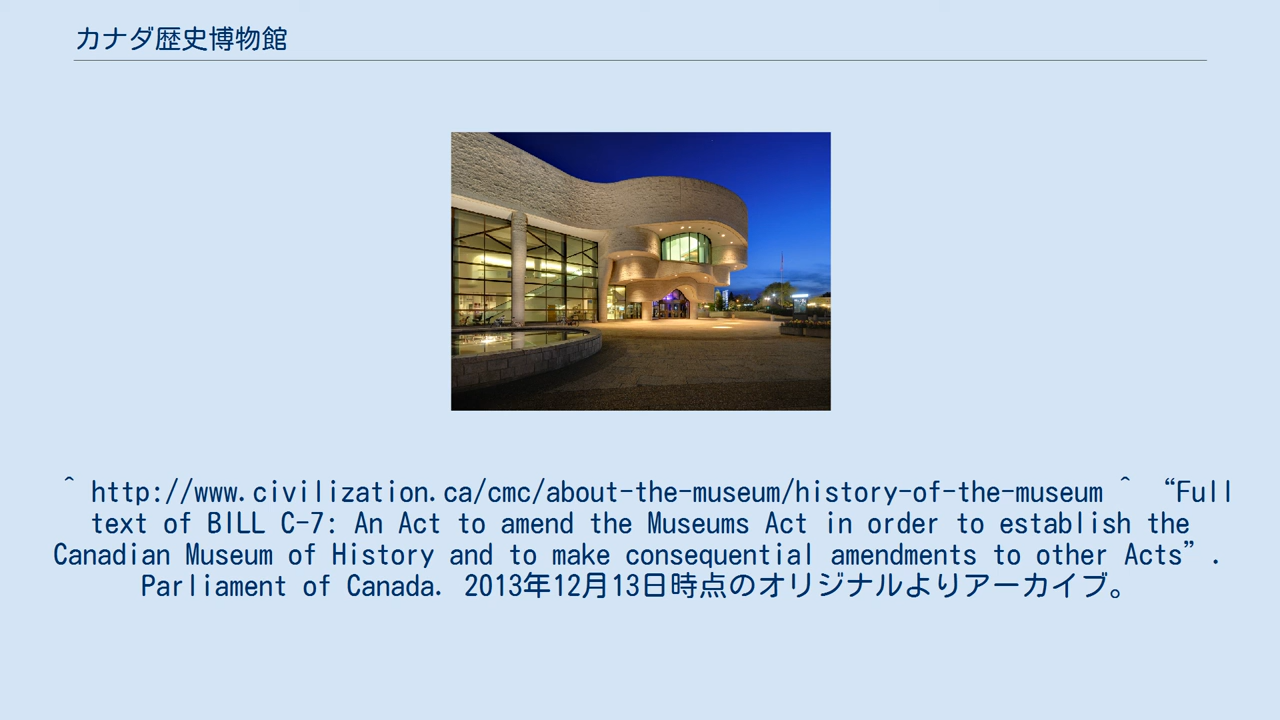 カナダ歴史博物館
^ http://www.civilization.ca/cmc/about-the-museum/history-of-the-museum ^ “Full
text of BILL C-7: An Act to amend the Museums Act in order to establish the
Canadian Museum of History and to make consequential amendments to other Acts”.
Parliament of Canada. 2013年12月13日時点のオリジナルよりアーカイブ。